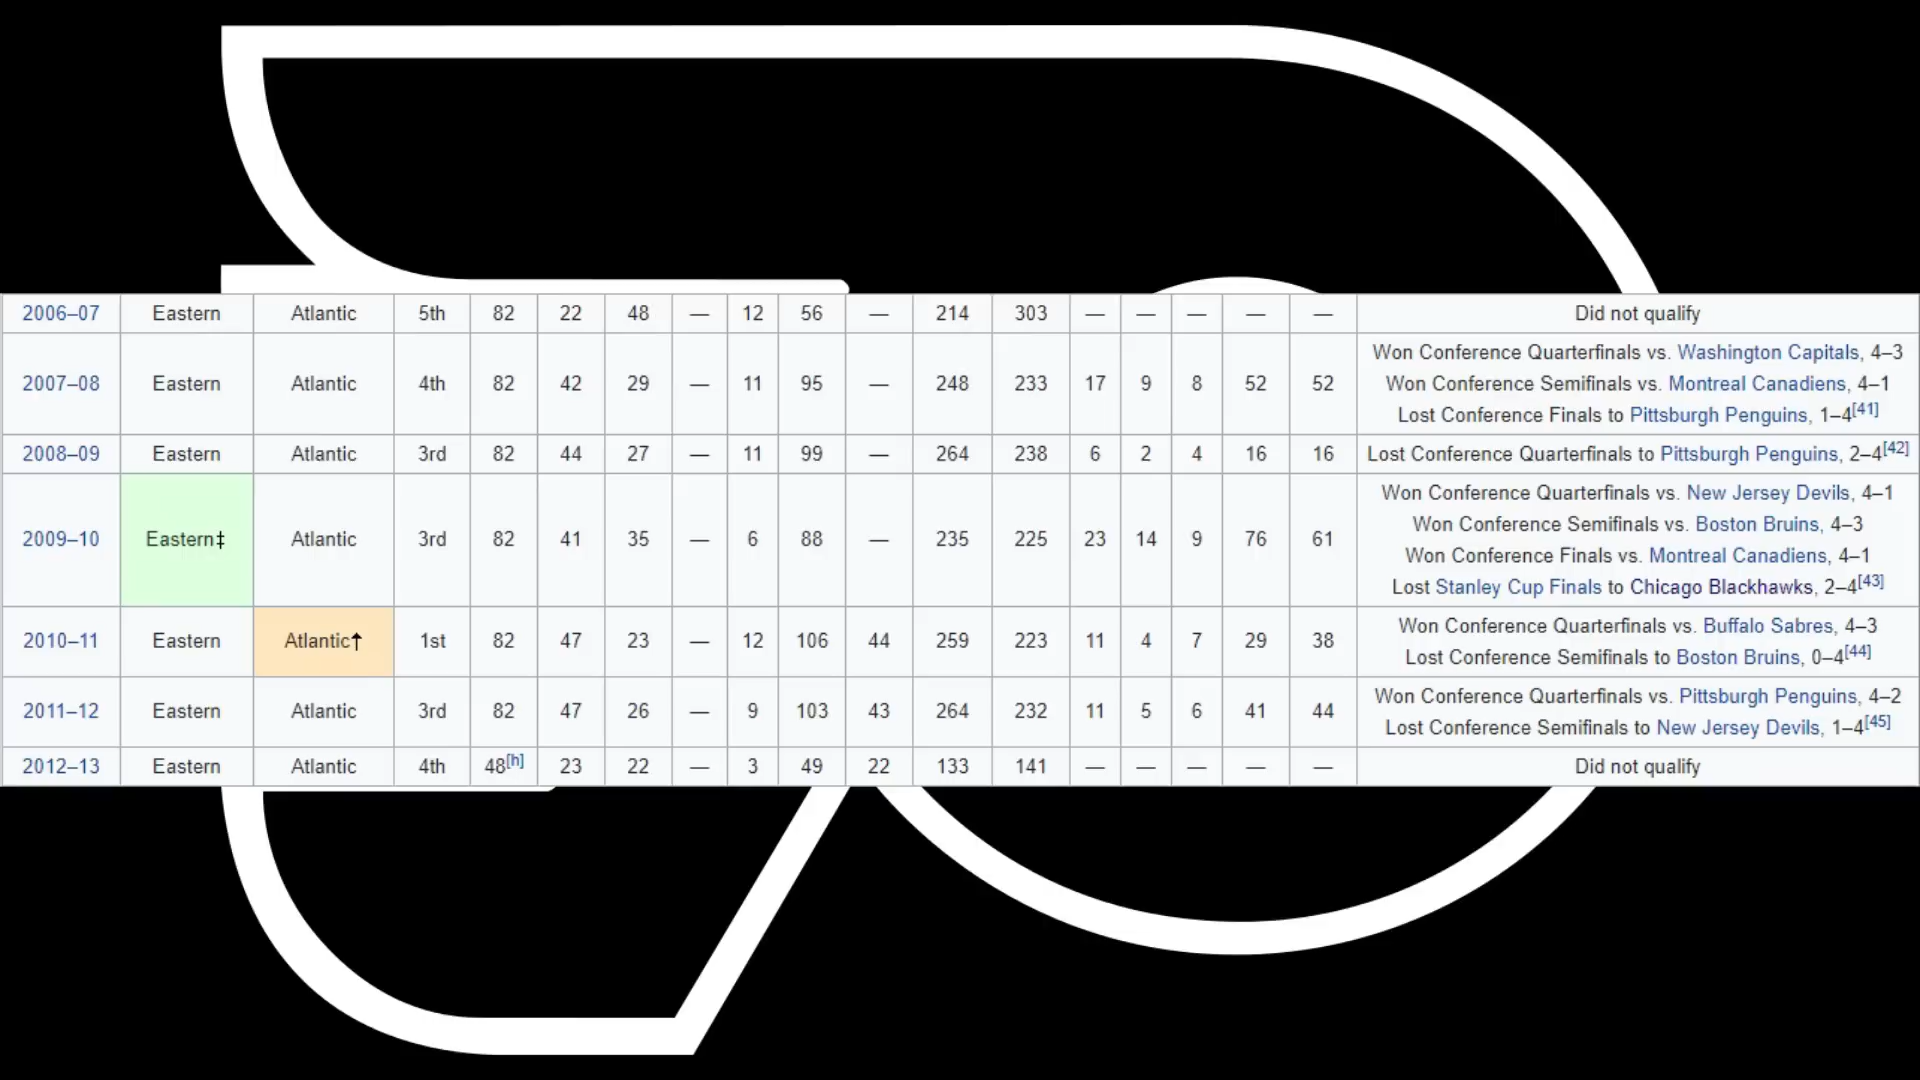 2006–07 Eastern Atlantic 5th 82 22 48 — 12 56 — 214 303 — — — — — Did not qualify
2007–08 Eastern Atlantic 4th 82 42 29 — 11 95 — 248 233 17 9 8 52 52 Won Conference Quarterfinals vs. Washington Capitals, 4–3
Won Conference Semifinals vs. Montreal Canadiens, 4–1
Lost Conference Finals to Pittsburgh Penguins, 1–4[41]
2008–09 Eastern Atlantic 3rd 82 44 27 — 11 99 — 264 238 6 2 4 16 16 Lost Conference Quarterfinals to Pittsburgh Penguins, 2–4[42]
2009–10 Eastern‡ Atlantic 3rd 82 41 35 — 6 88 — 235 225 23 14 9 76 61 Won Conference Quarterfinals vs. New Jersey Devils, 4–1
Won Conference Semifinals vs. Boston Bruins, 4–3
Won Conference Finals vs. Montreal Canadiens, 4–1
Lost Stanley Cup Finals to Chicago Blackhawks, 2–4[43]
2010–11 Eastern Atlantic† 1st 82 47 23 — 12 106 44 259 223 11 4 7 29 38 Won Conference Quarterfinals vs. Buffalo Sabres, 4–3
Lost Conference Semifinals to Boston Bruins, 0–4[44]
2011–12 Eastern Atlantic 3rd 82 47 26 — 9 103 43 264 232 11 5 6 41 44 Won Conference Quarterfinals vs. Pittsburgh Penguins, 4–2
Lost Conference Semifinals to New Jersey Devils, 1–4[45]
2012–13 Eastern Atlantic 4th 48[h] 23 22 — 3 49 22 133 141 — — — — — Did not qualify